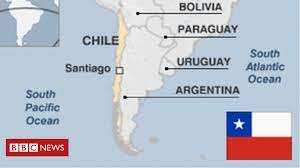 BOLIVIA
CHILE
PARAGUAY
South
Atlantic
Ocean
Santiago
URUGUAY
ARGENTINA
South
Pacific
Ocean
BBC NEWS